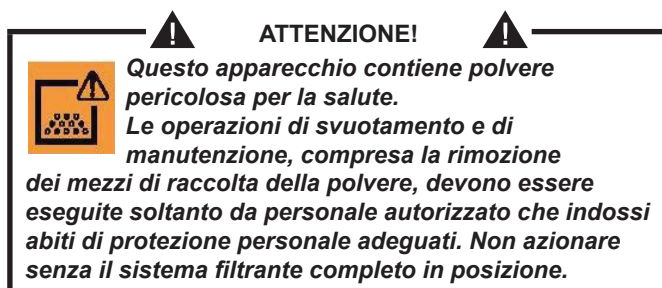 ATTENZIONE!
Questo apparecchio contiene polvere
pericolosa per la salute.
Le operazioni di svuotamento e di
manutenzione, compresa la rimozione
dei mezzi di raccolta della polvere, devono essere
eseguite soltanto da personale autorizzato che indossi
abiti di protezione personale adeguati. Non azionare
senza il sistema filtrante completo in posizione.